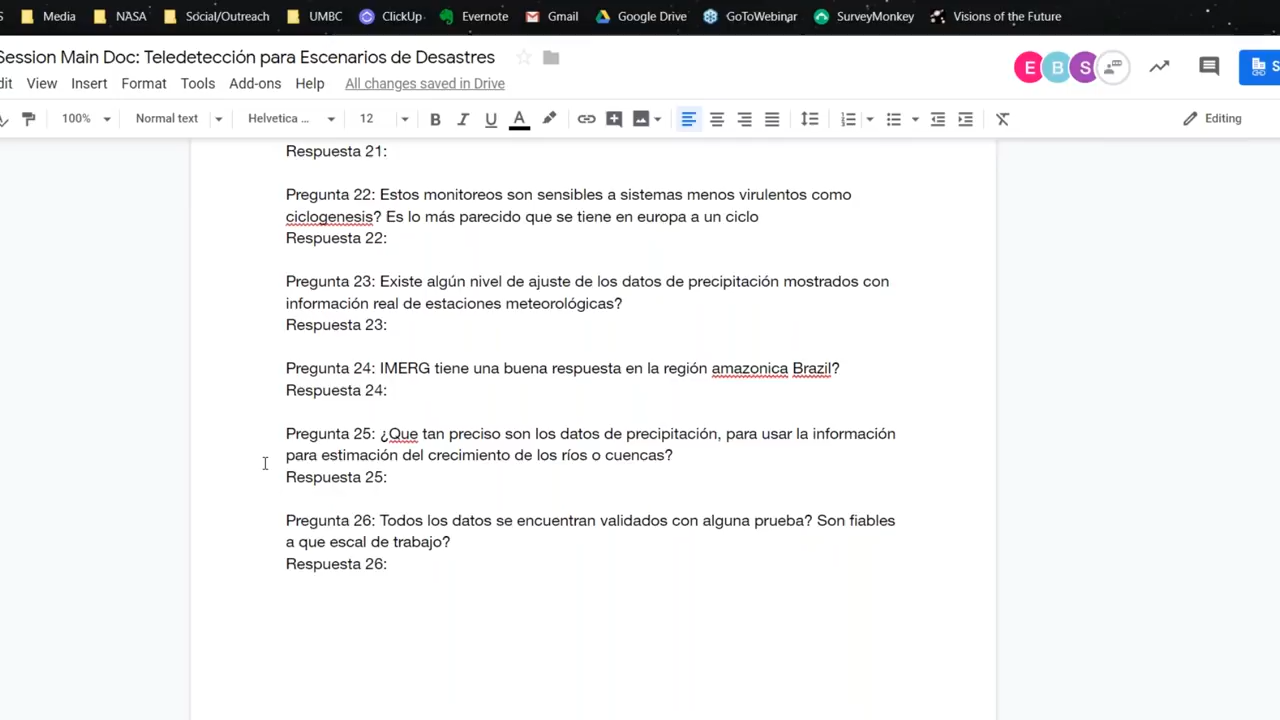 Media NASA Social/Outreach UMBC ClickUp Evernote Gmail Google Drive GoToWebinar SurveyMonkey Visions of the Future
Session Main Doc: Teledetección para Escenarios de Desastres
E B S
dit View Insert Format Tools Add-ons Help All changes saved in Drive
100% Normal text Helvetica ... 12 B I U A Editing
Respuesta 21:
Pregunta 22: Estos monitoreos son sensibles a sistemas menos virulentos como
ciclogenesis? Es lo más parecido que se tiene en europa a un ciclo
Respuesta 22:
Pregunta 23: Existe algún nivel de ajuste de los datos de precipitación mostrados con
información real de estaciones meteorológicas?
Respuesta 23:
Pregunta 24: IMERG tiene una buena respuesta en la región amazonica Brazil?
Respuesta 24:
Pregunta 25: ¿Que tan preciso son los datos de precipitación, para usar la información
para estimación del crecimiento de los ríos o cuencas?
Respuesta 25:
Pregunta 26: Todos los datos se encuentran validados con alguna prueba? Son fiables
a que escal de trabajo?
Respuesta 26: